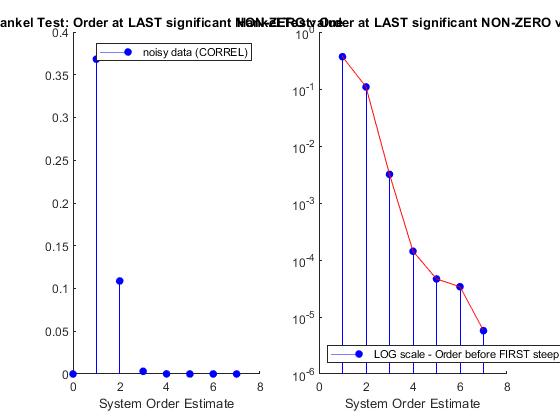 ankel Test: Order at LAST significant NON-ZERO value
Order at LAST significant NON-ZERO v
0.4
0.35
0.3
0.25
0.2
0.15
0.1
0.05
0
0 2 4 6 8
System Order Estimate
noisy data (CORREL)
10^0
10^-1
10^-2
10^-3
10^-4
10^-5
10^-6
0 2 4 6 8
System Order Estimate
LOG scale - Order before FIRST steep